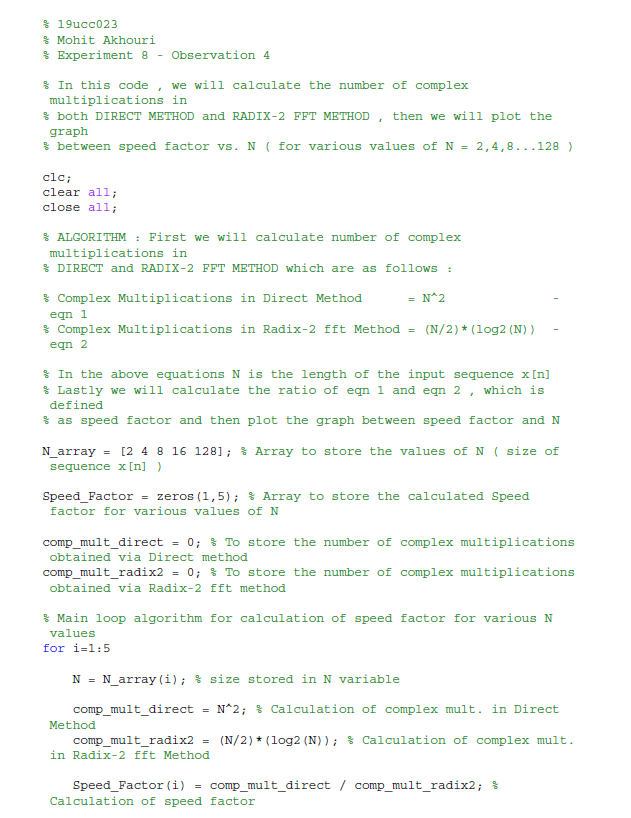 % 19ucc023
% Mohit Akhouri
% Experiment 8 - Observation 4
% In this code , we will calculate the number of complex
multiplications in
% both DIRECT METHOD and RADIX-2 FFT METHOD , then we will plot the
graph
% between speed factor vs. N ( for various values of N = 2,4,8...128 )
clc;
clear all;
close all;
% ALGORITHM : First we will calculate number of complex
multiplications in
% DIRECT and RADIX-2 FFT METHOD which are as follows :
% Complex Multiplications in Direct Method      = N^2                 -
eqn 1
% Complex Multiplications in Radix-2 fft Method = (N/2)*(log2(N))  -
eqn 2
% In the above equations N is the length of the input sequence x[n]
% Lastly we will calculate the ratio of eqn 1 and eqn 2 , which is
defined
% as speed factor and then plot the graph between speed factor and N
N_array = [2 4 8 16 128]; % Array to store the values of N ( size of
sequence x[n] )
Speed_Factor = zeros(1,5); % Array to store the calculated Speed
factor for various values of N
comp_mult_direct = 0; % To store the number of complex multiplications
obtained via Direct method
comp_mult_radix2 = 0; % To store the number of complex multiplications
obtained via Radix-2 fft method
% Main loop algorithm for calculation of speed factor for various N
values
for i=1:5
N = N_array(i); % size stored in N variable
comp_mult_direct = N^2; % Calculation of complex mult. in Direct
Method
comp_mult_radix2 = (N/2)*(log2(N)); % Calculation of complex mult.
in Radix-2 fft Method
Speed_Factor(i) = comp_mult_direct / comp_mult_radix2; %
Calculation of speed factor